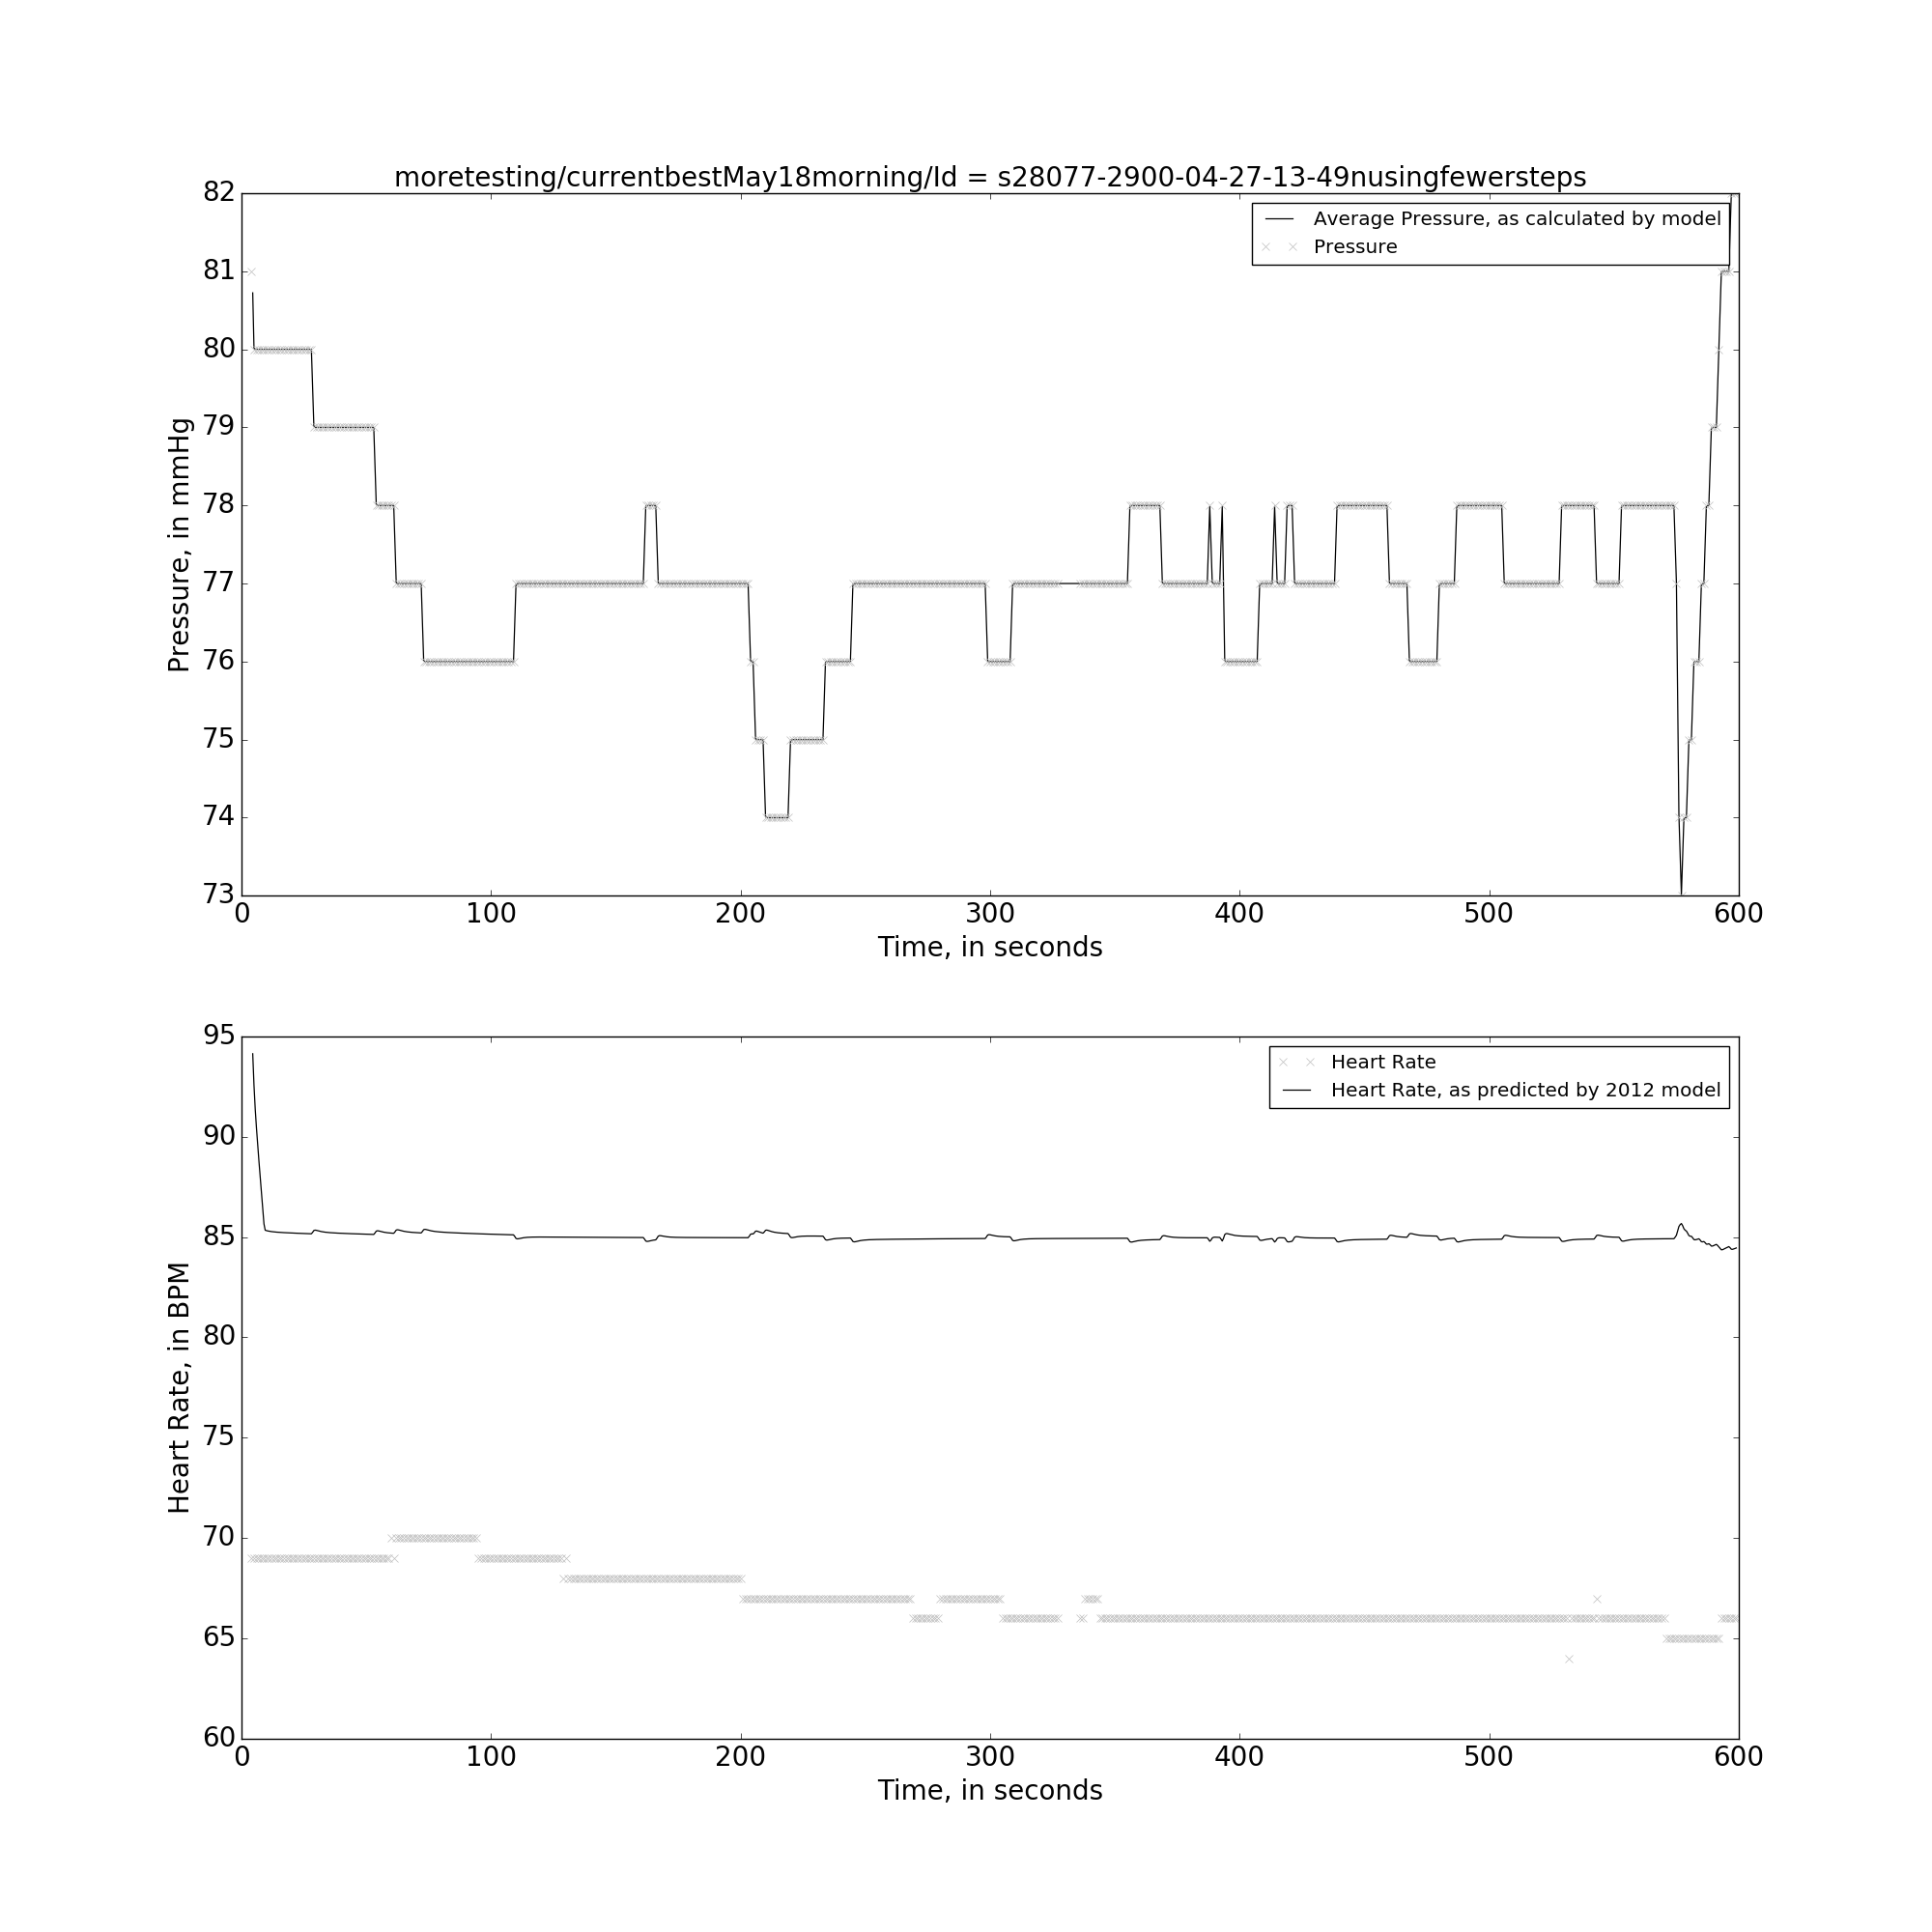 moretesting/currentbestMay18morning/Id = s28077-2900-04-27-13-49nusingfewersteps
82
81
80
79
78
77
76
75
74
73
Pressure, in mmHg
Average Pressure, as calculated by model
Pressure
0 100 200 300 400 500 600
Time, in seconds
95
90
85
80
75
70
65
60
Heart Rate, in BPM
Heart Rate
Heart Rate, as predicted by 2012 model
0 100 200 300 400 500 600
Time, in seconds